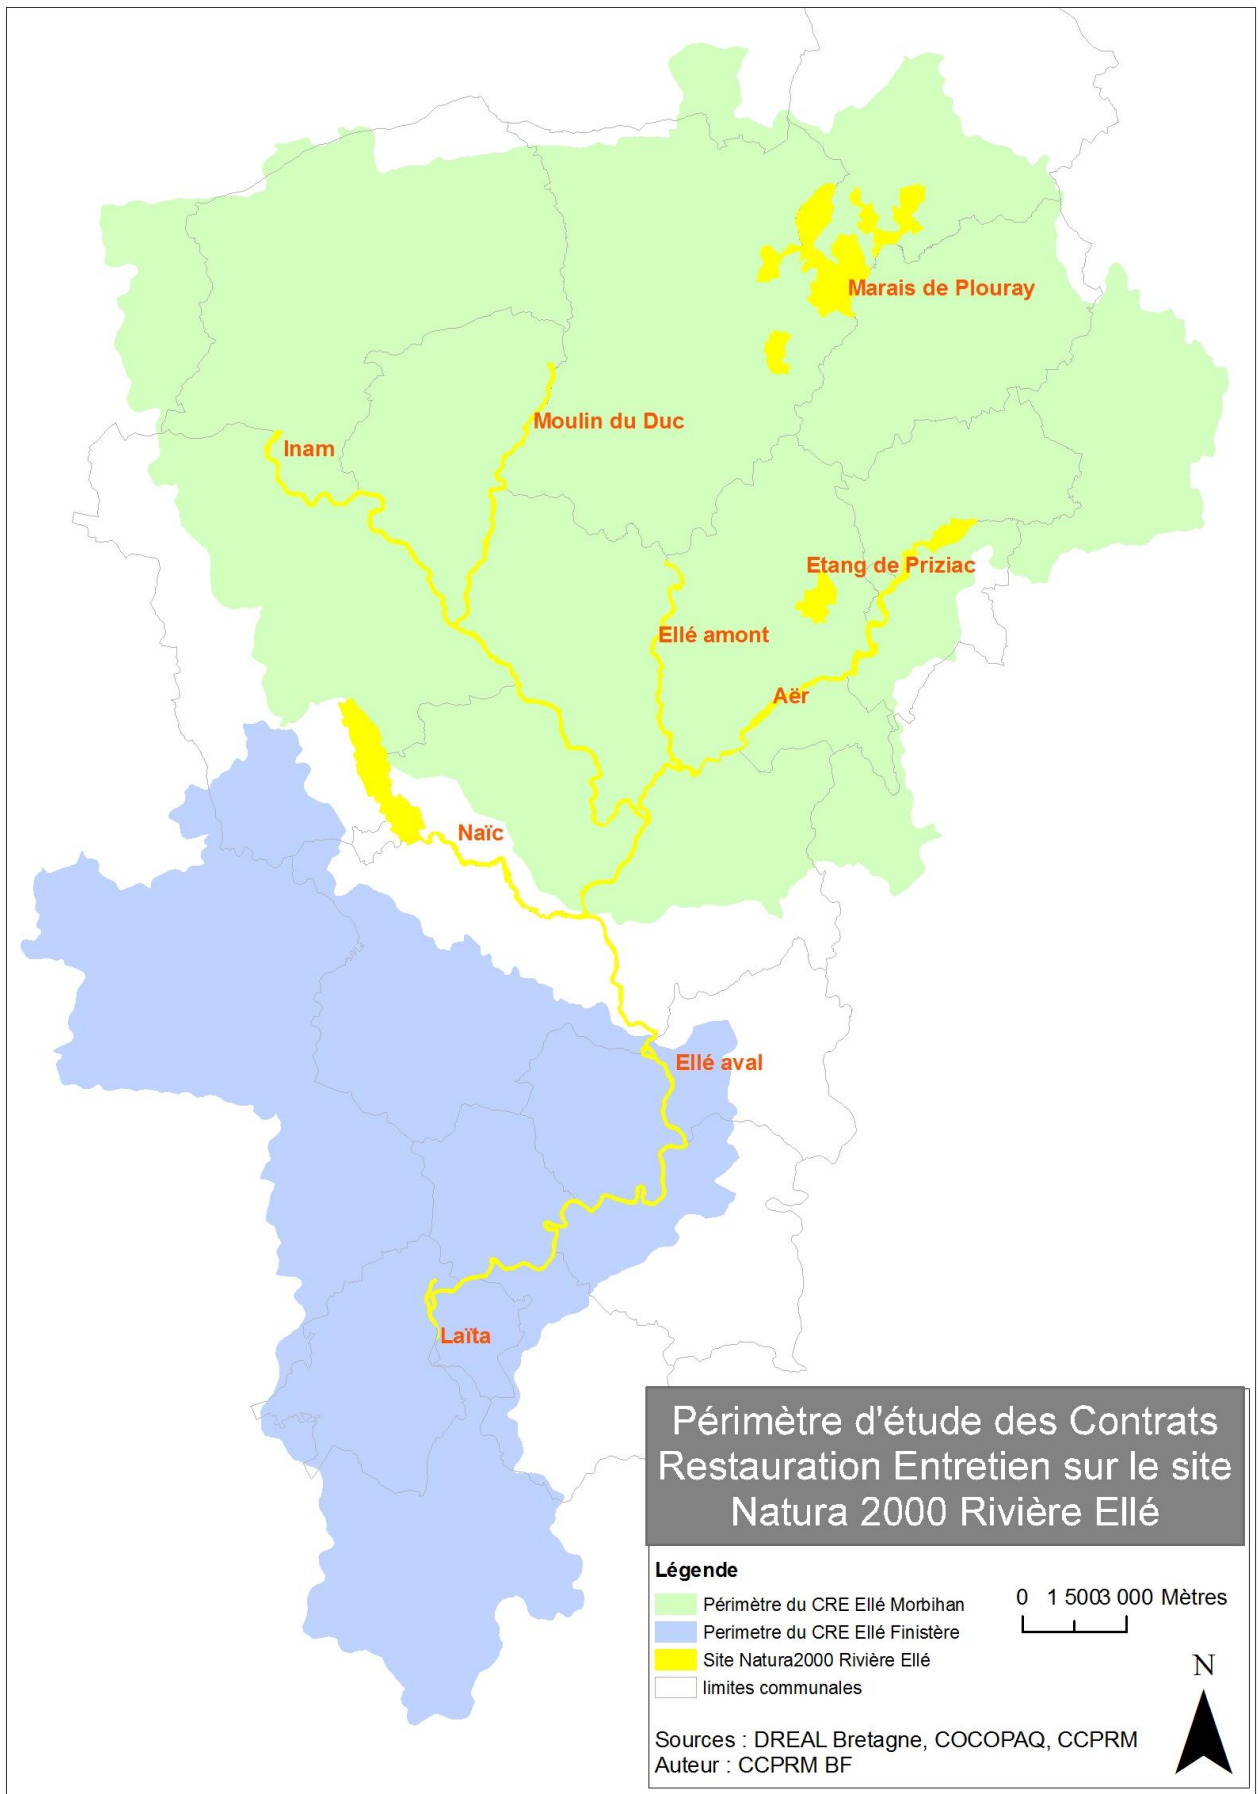 Marais de Plouray
Moulin du Duc
Inam
Etang de Priziac
Ellé amont
Aër
Naïc
Ellé aval
Laïta
Périmètre d'étude des Contrats
Restauration Entretien sur le site
Natura 2000 Rivière Ellé
Légende
Périmètre du CRE Ellé Morbihan
Perimetre du CRE Ellé Finistère
Site Natura2000 Rivière Ellé
limites communales
0 1 5003 000 Mètres
N
Sources : DREAL Bretagne, COCOPAQ, CCPRM
Auteur : CCPRM BF